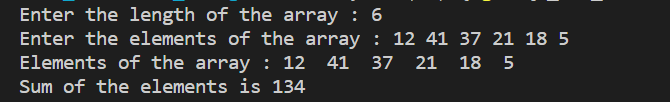 Enter the length of the array : 6
Enter the elements of the array : 12 41 37 21 18 5
Elements of the array : 12  41  37  21  18  5
Sum of the elements is 134